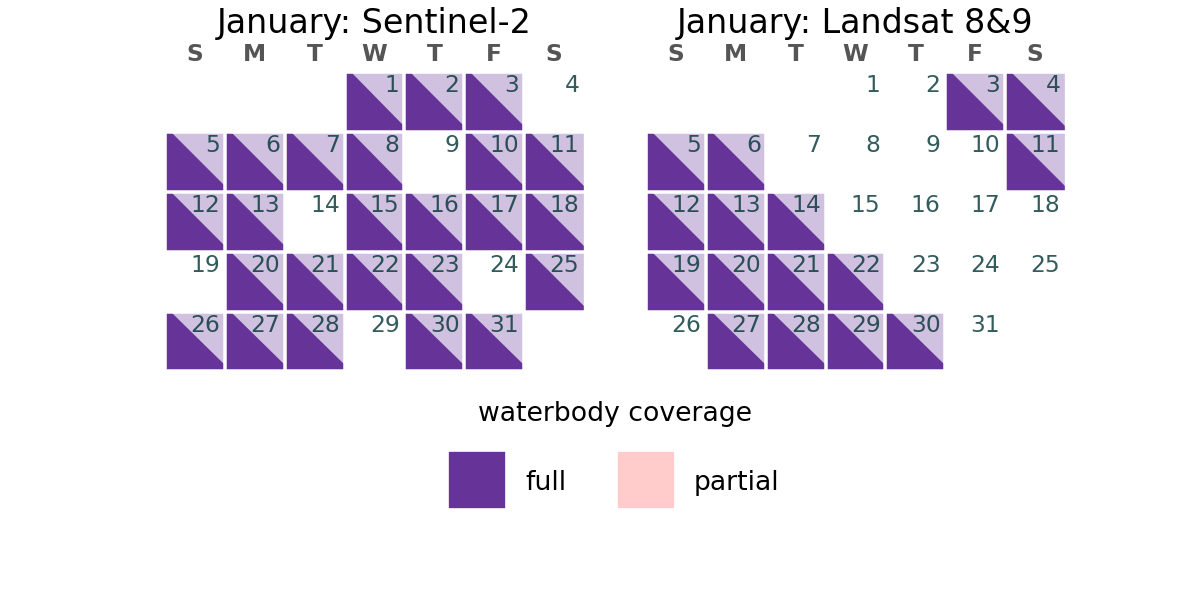 January: Sentinel-2
S M T W T F S
1 2 3 4
5 6 7 8 9 10 11
12 13 14 15 16 17 18
19 20 21 22 23 24 25
26 27 28 29 30 31
January: Landsat 8&9
S M T W T F S
1 2 3 4
5 6 7 8 9 10 11
12 13 14 15 16 17 18
19 20 21 22 23 24 25
26 27 28 29 30 31
waterbody coverage
full
partial